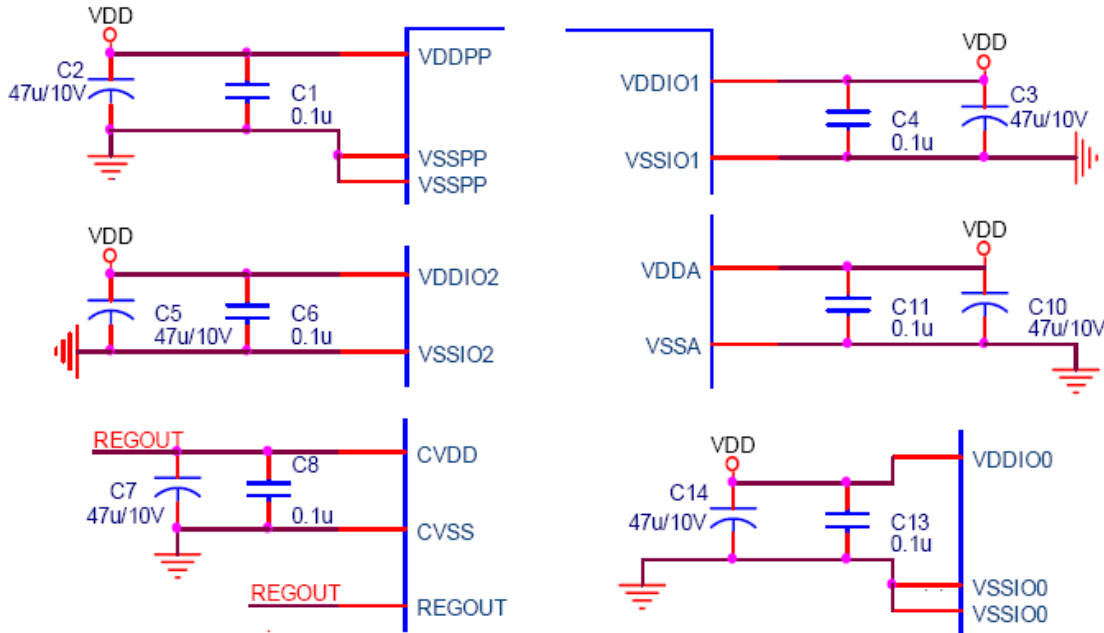 VDD
C2
47u/10V
C1
0.1u
VDDPP
VSSPP
VSSPP
VDD
VDDIO1
C4
0.1u
C3
47u/10V
VSSIO1
VDD
C5
47u/10V
C6
0.1u
VDDIO2
VSSIO2
VDD
VDDA
C11
0.1u
C10
47u/10V
VSSA
REGOUT
C7
47u/10V
C8
0.1u
CVDD
CVSS
REGOUT
REGOUT
VDD
C14
47u/10V
C13
0.1u
VDDIO0
VSSIO0
VSSIO0